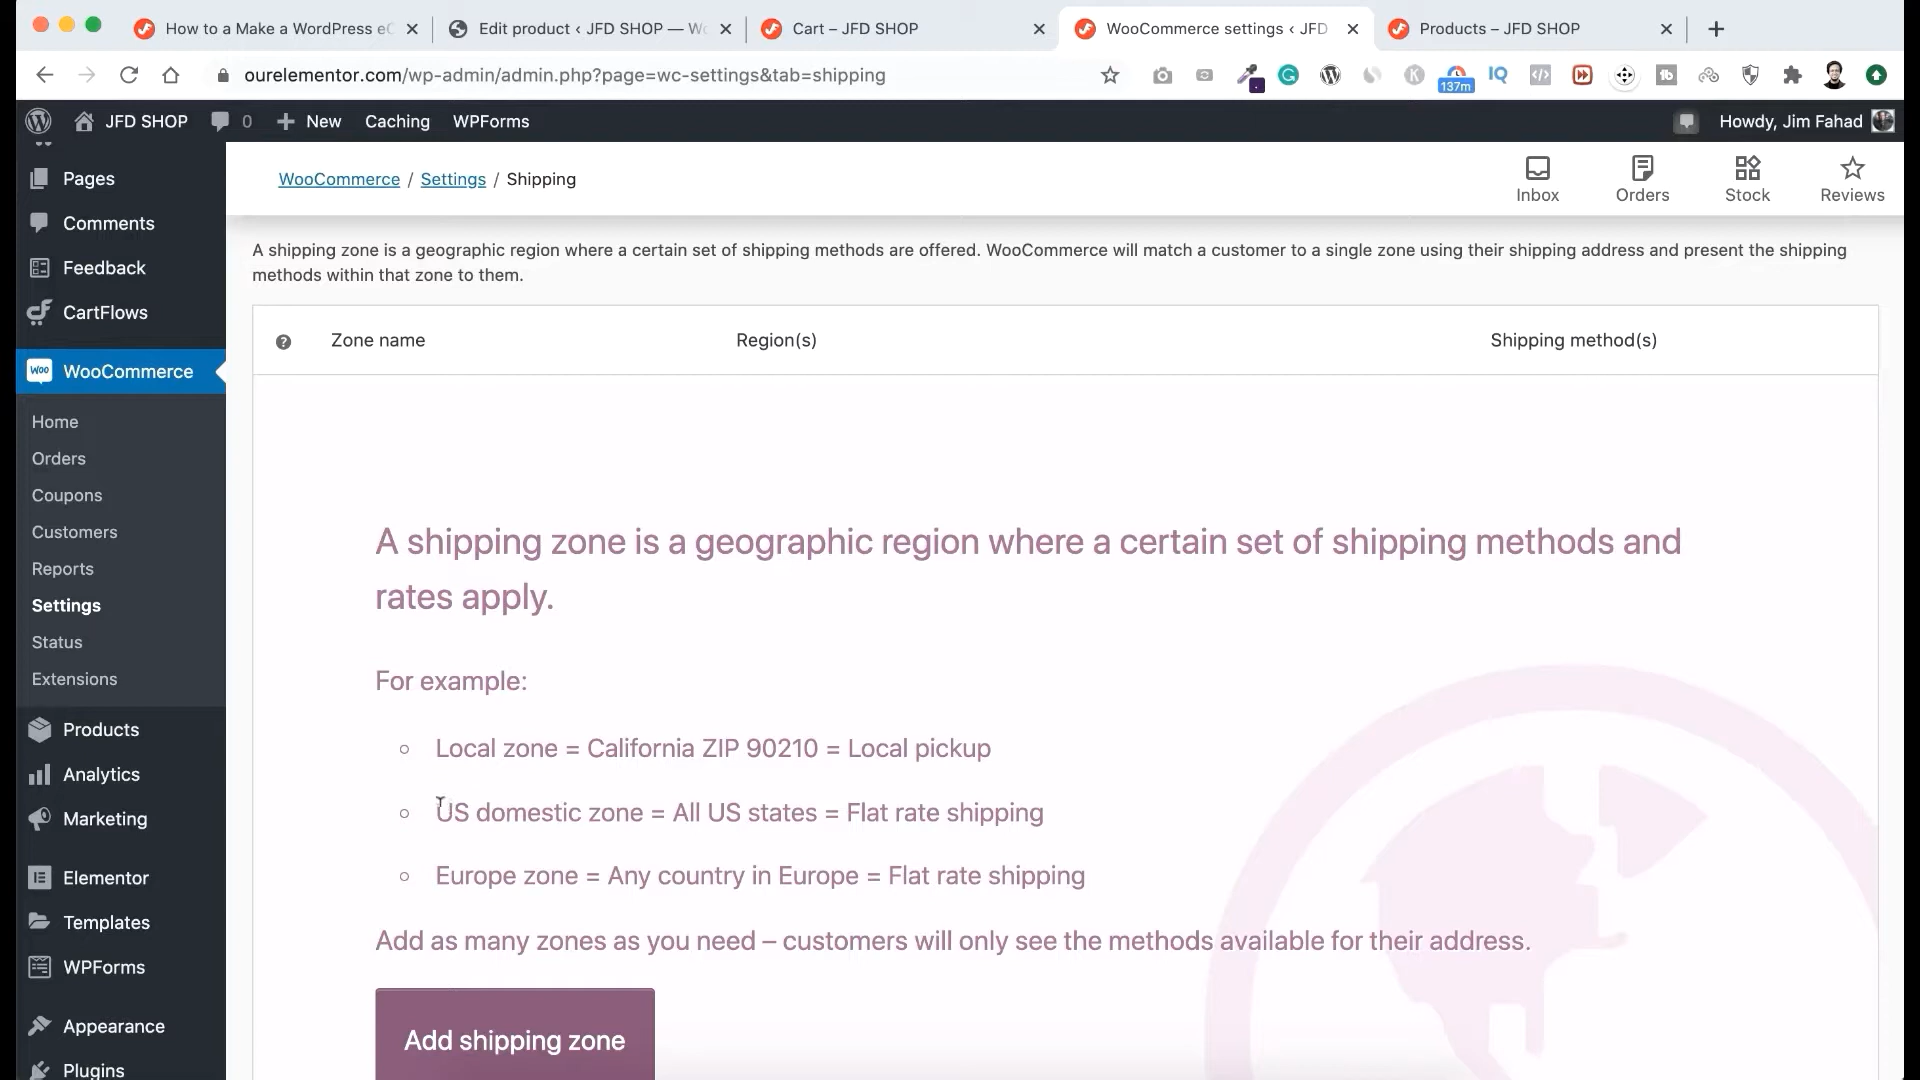 How to a Make a WordPress eC
Edit product ‹ JFD SHOP — Wo
Cart – JFD SHOP
WooCommerce settings ‹ JFD
Products – JFD SHOP
ourelementor.com/wp-admin/admin.php?page=wc-settings&tab=shipping
IQ
137m
JFD SHOP
0
New
Caching
WPForms
Howdy, Jim Fahad
Pages
Comments
Feedback
CartFlows
Woo
WooCommerce
Home
Orders
Coupons
Customers
Reports
Settings
Status
Extensions
Products
Analytics
Marketing
Elementor
Templates
WPForms
Appearance
Plugins
WooCommerce / Settings / Shipping
Inbox
Orders
Stock
Reviews
A shipping zone is a geographic region where a certain set of shipping methods are offered. WooCommerce will match a customer to a single zone using their shipping address and present the shipping
methods within that zone to them.
Zone name
Region(s)
Shipping method(s)
A shipping zone is a geographic region where a certain set of shipping methods and
rates apply.
For example:
Local zone = California ZIP 90210 = Local pickup
US domestic zone = All US states = Flat rate shipping
Europe zone = Any country in Europe = Flat rate shipping
Add as many zones as you need – customers will only see the methods available for their address.
Add shipping zone